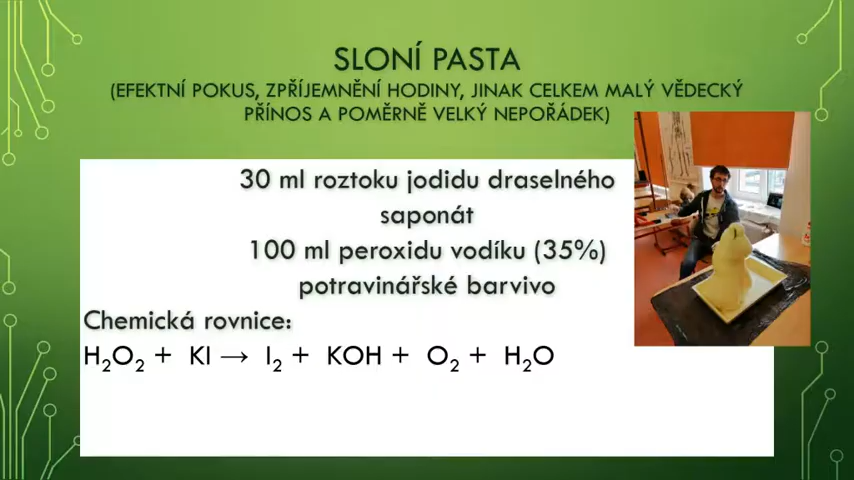 SLONÍ PASTA
(EFEKTNÍ POKUS, ZPŘÍJEMNĚNÍ HODINY, JINAK CELKEM MALÝ VĚDECKÝ
PŘÍNOS A POMĚRNĚ VELKÝ NEPOŘÁDEK)
30 ml roztoku jodidu draselného
saponát
100 ml peroxidu vodíku (35%)
potravinářské barvivo
Chemická rovnice:
H₂O₂ + KI → I₂ + KOH + O₂ + H₂O